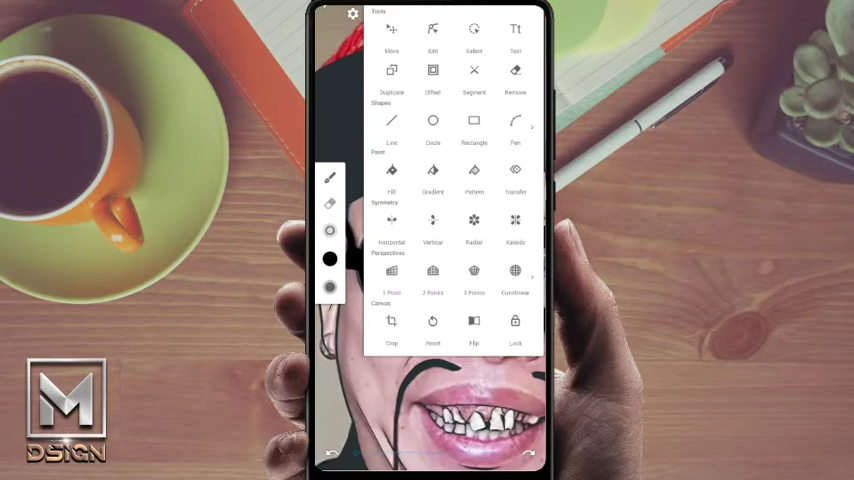 Tools
Move Edit Select Text
Duplicate Offset Segment Remove
Shapes
Line Circle Rectangle Pen
Paint
Fill Gradient Pattern Transfer
Symmetry
Horizontal Vertical Radial Kaleido
Perspectives
1 Point 2 Points 3 Points Curvilinear
Canvas
Crop Reset Flip Lock
M
DSIGN